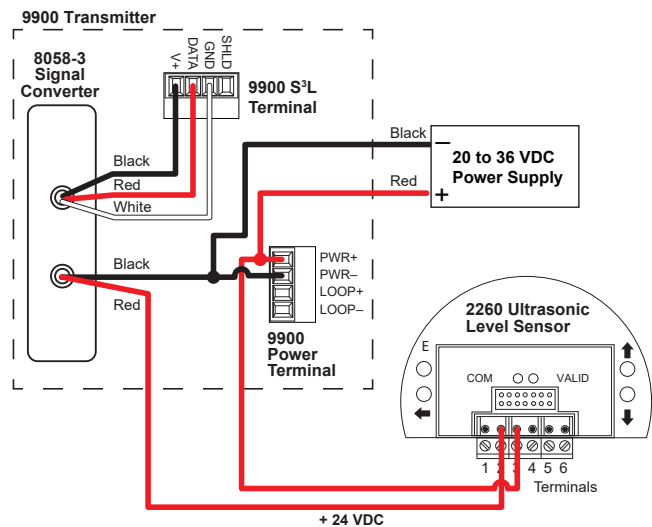 9900 Transmitter
8058-3
Signal
Converter
V+
DATA
GND
SHLD
9900 S³L
Terminal
Black
Red
White
Black
Red
Black
20 to 36 VDC
Power Supply
Red
−
+
PWR+
PWR–
LOOP+
LOOP–
9900
Power
Terminal
2260 Ultrasonic
Level Sensor
E
COM
VALID
1 2 3 4 5 6
Terminals
+ 24 VDC